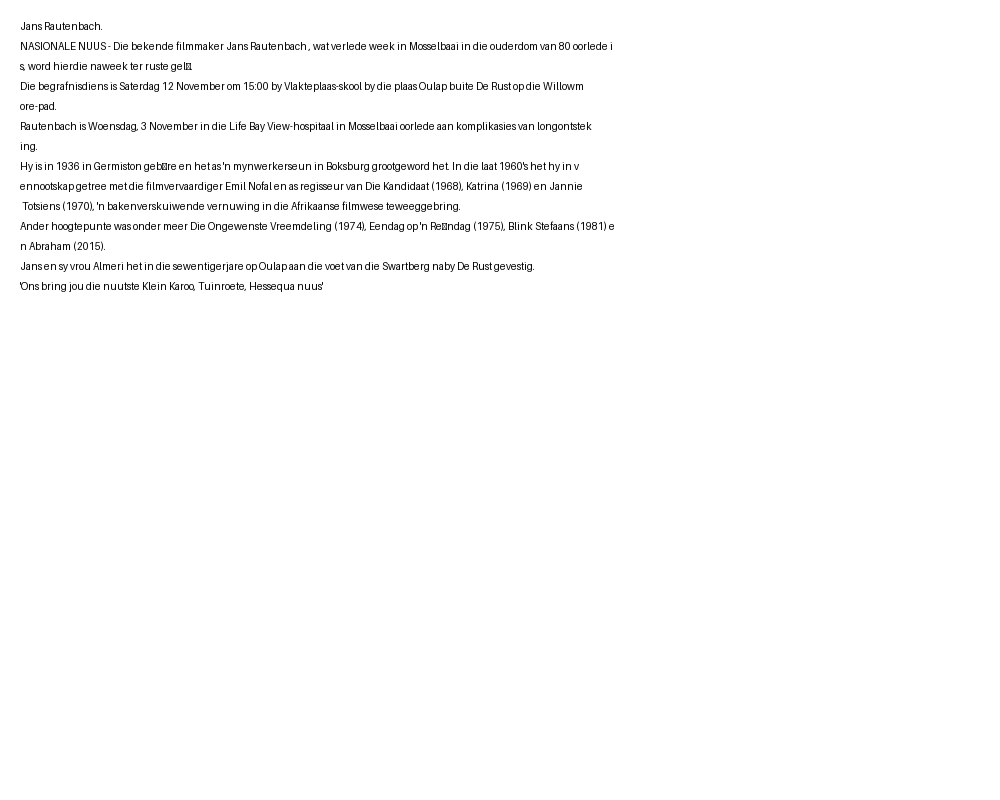 Jans Rautenbach.
NASIONALE NUUS - Die bekende filmmaker Jans Rautenbach , wat verlede week in Mosselbaai in die ouderdom van 80 oorlede i
s, word hierdie naweek ter ruste gel□.
Die begrafnisdiens is Saterdag 12 November om 15:00 by Vlakteplaas-skool by die plaas Oulap buite De Rust op die Willowm
ore-pad.
Rautenbach is Woensdag, 3 November in die Life Bay View-hospitaal in Mosselbaai oorlede aan komplikasies van longontstek
ing.
Hy is in 1936 in Germiston geb□re en het as 'n mynwerkerseun in Boksburg grootgeword het. In die laat 1960's het hy in v
ennootskap getree met die filmvervaardiger Emil Nofal en as regisseur van Die Kandidaat (1968), Katrina (1969) en Jannie
 Totsiens (1970), 'n bakenverskuiwende vernuwing in die Afrikaanse filmwese teweeggebring.
Ander hoogtepunte was onder meer Die Ongewenste Vreemdeling (1974), Eendag op 'n Re□ndag (1975), Blink Stefaans (1981) e
n Abraham (2015).
Jans en sy vrou Almeri het in die sewentigerjare op Oulap aan die voet van die Swartberg naby De Rust gevestig.
'Ons bring jou die nuutste Klein Karoo, Tuinroete, Hessequa nuus'